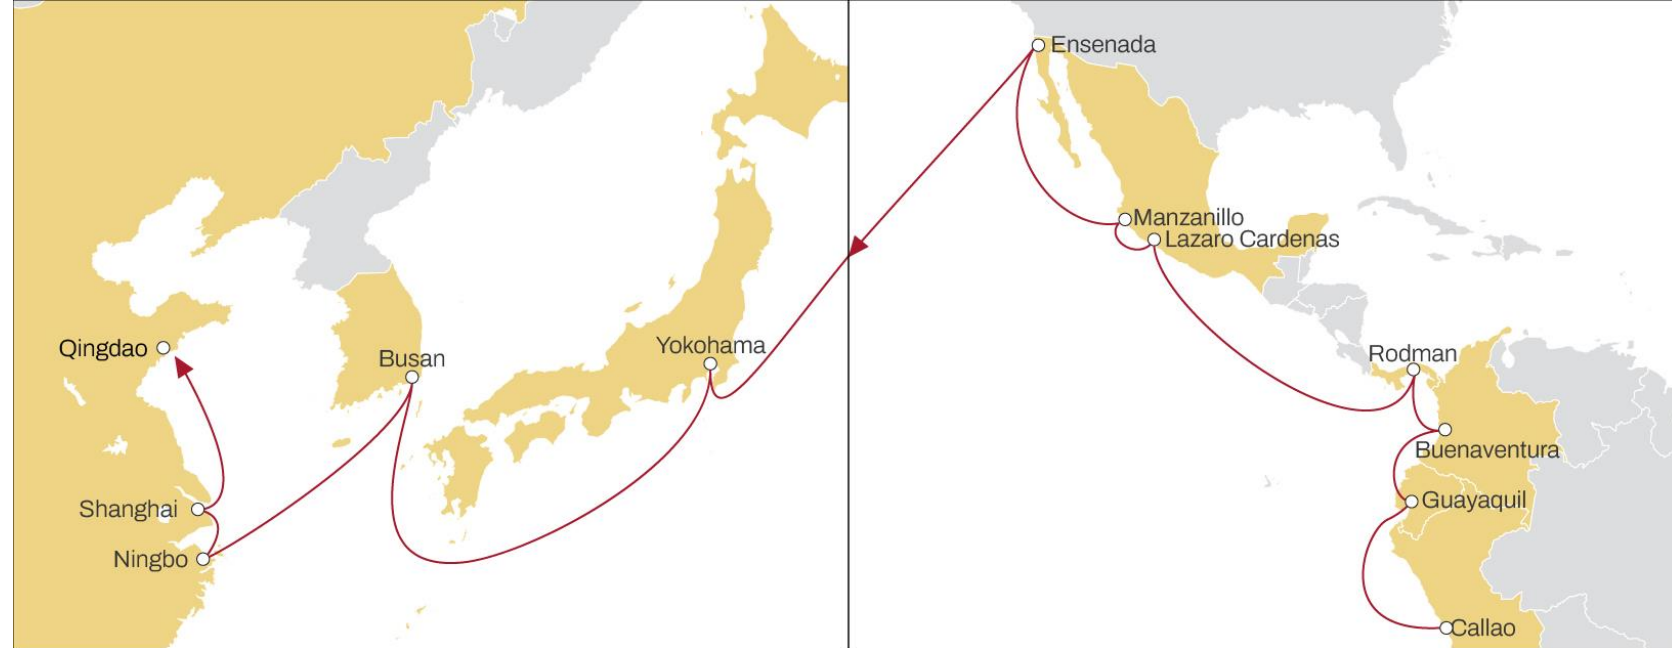 Ensenada
Manzanillo
Lazaro Cardenas
Qingdao
Busan
Yokohama
Rodman
Buenaventura
Shanghai
Guayaquil
Ningbo
Callao